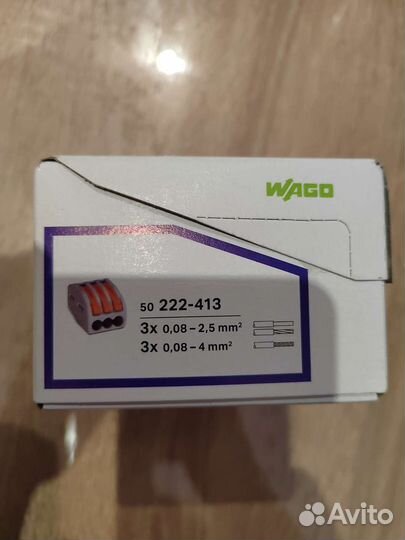 WAGO
50 222-413
3x 0,08–2,5 mm²
3x 0,08–4 mm²
Avito